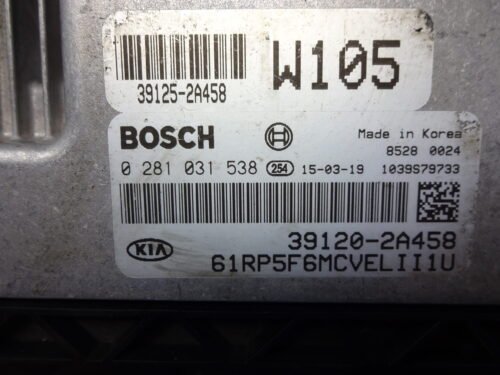 W105
39125-2A458
BOSCH
Made in Korea
8528 0024
0 281 031 538 254 15-03-19 1039S79733
39120-2A458
KIA
61RP5F6MCVELII1U